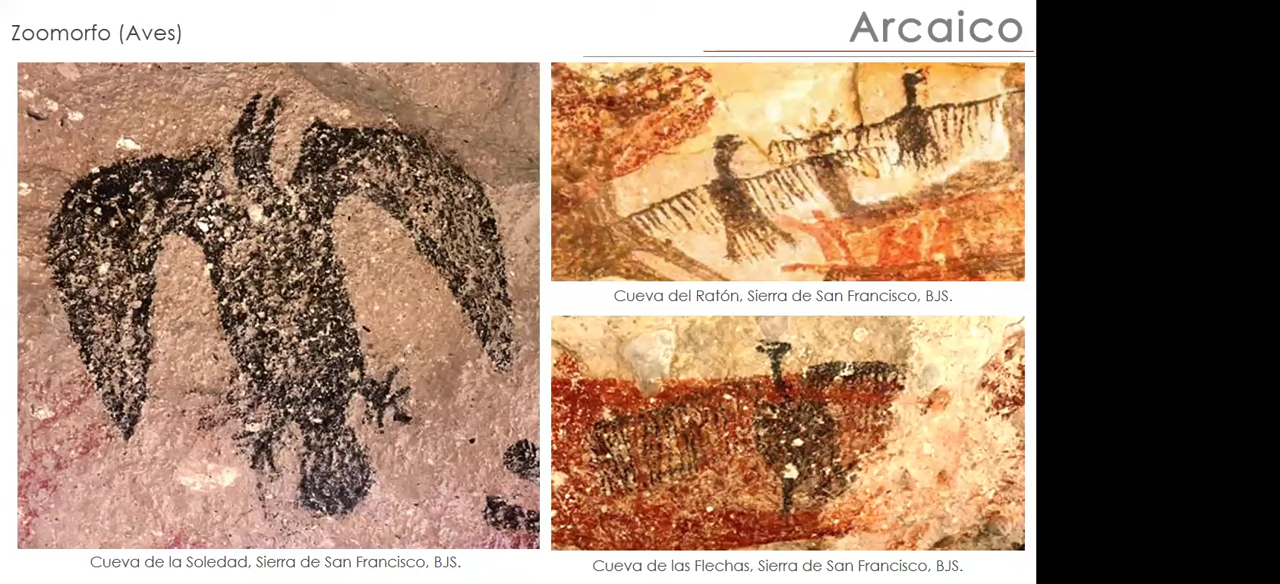 Zoomorfo (Aves)
Arcaico
Cueva del Ratón, Sierra de San Francisco, BJS.
Cueva de la Soledad, Sierra de San Francisco, BJS.
Cueva de las Flechas, Sierra de San Francisco, BJS.